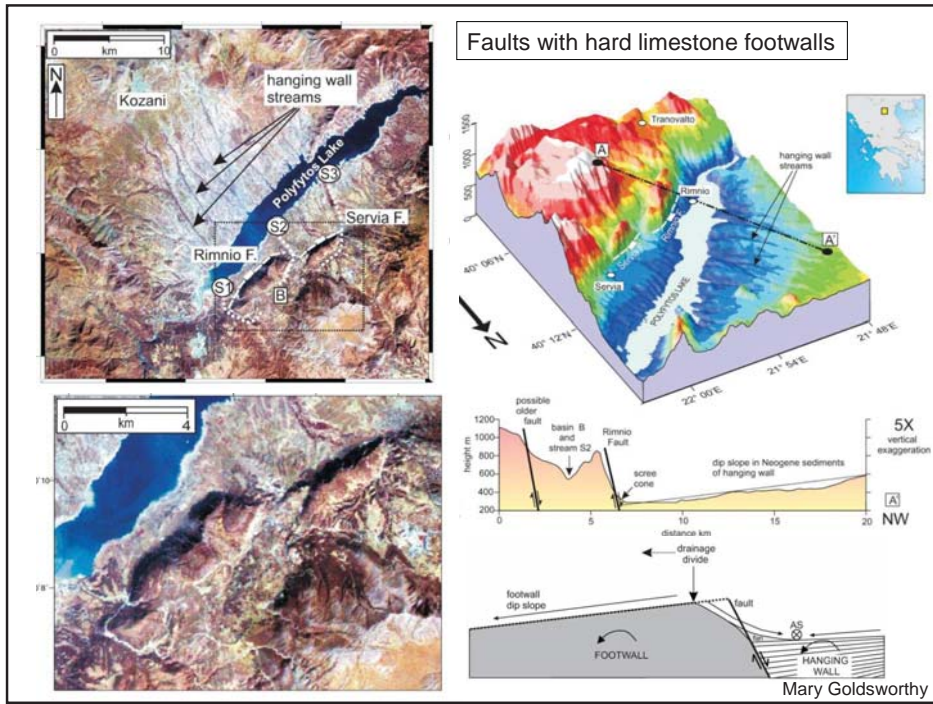 Faults with hard limestone footwalls
0 10
km
N
Kozani
hanging wall
streams
Polyfytos Lake
S3
S2
Servia F.
Rimnio F.
S1
B
0 4
km
10
8'
1500
1000
500
0
Tranovalto
A
hanging wall
streams
Rimnio
A'
Servia
POLYFYTOS LAKE
40° 06'N
40° 12'N
N
22° 00'E
21° 54'E
21° 48'E
possible
older
fault
basin B
and
stream S2
Rimnio
Fault
scree
cone
dip slope in Neogene sediments of
hanging wall
5X
vertical
exaggeration
A'
NW
height m
1200
1000
800
600
400
200
0 5 10 15 20
distance km
drainage
divide
footwall
dip slope
fault
AS
fan
FOOTWALL
HANGING
WALL
Mary Goldsworthy